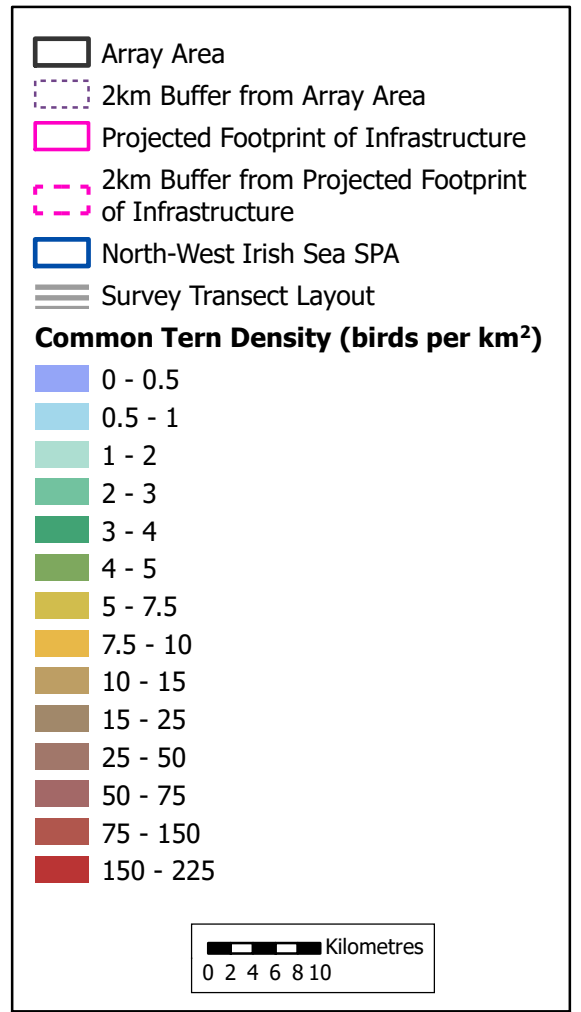 Array Area
2km Buffer from Array Area
Projected Footprint of Infrastructure
2km Buffer from Projected Footprint
of Infrastructure
North-West Irish Sea SPA
Survey Transect Layout
Common Tern Density (birds per km²)
0 - 0.5
0.5 - 1
1 - 2
2 - 3
3 - 4
4 - 5
5 - 7.5
7.5 - 10
10 - 15
15 - 25
25 - 50
50 - 75
75 - 150
150 - 225
Kilometres
0 2 4 6 8 10